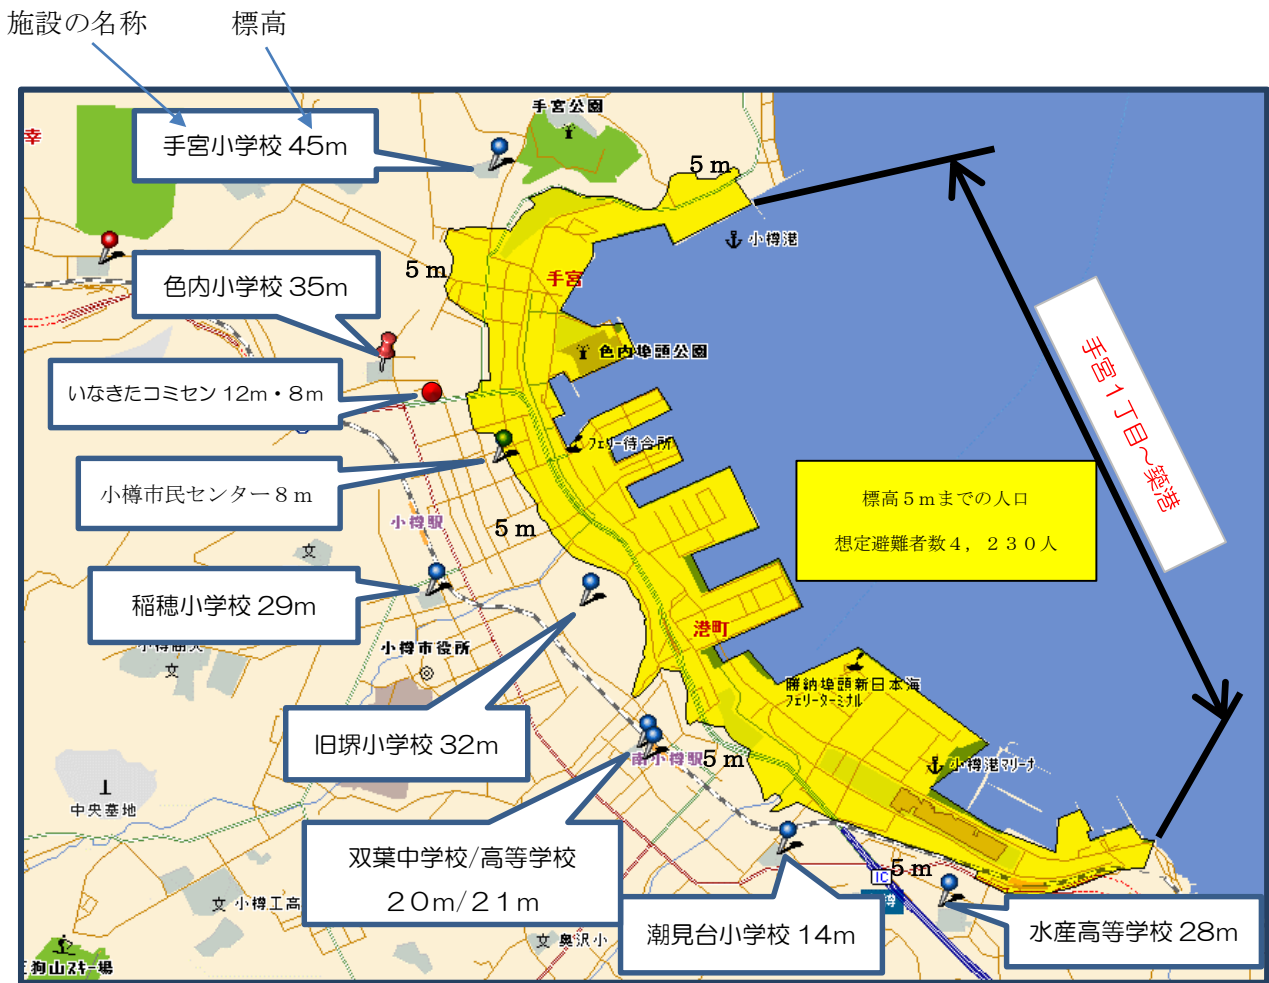 施設の名称
標高
手宮公園
幸
手宮小学校 45m
5 m
小樽港
5 m
手宮
色内小学校 35m
色内埠頭公園
手宮1丁目～築港
いなきたコミセン 12m・8m
フェリー待合所
小樽市民センター8m
標高5mまでの人口
想定避難者数4，230人
小樽駅
5 m
文
稲穂小学校 29m
港町
小樽市役所
文
勝納埠頭新日本海
フェリーターミナル
旧堺小学校 32m
南小樽駅
5 m
小樽港マリーナ
中央墓地
双葉中学校/高等学校
20m/21m
5 m
IC
樽
文 小樽工高
潮見台小学校 14m
水産高等学校 28m
文 奥沢小
狗山スキー場